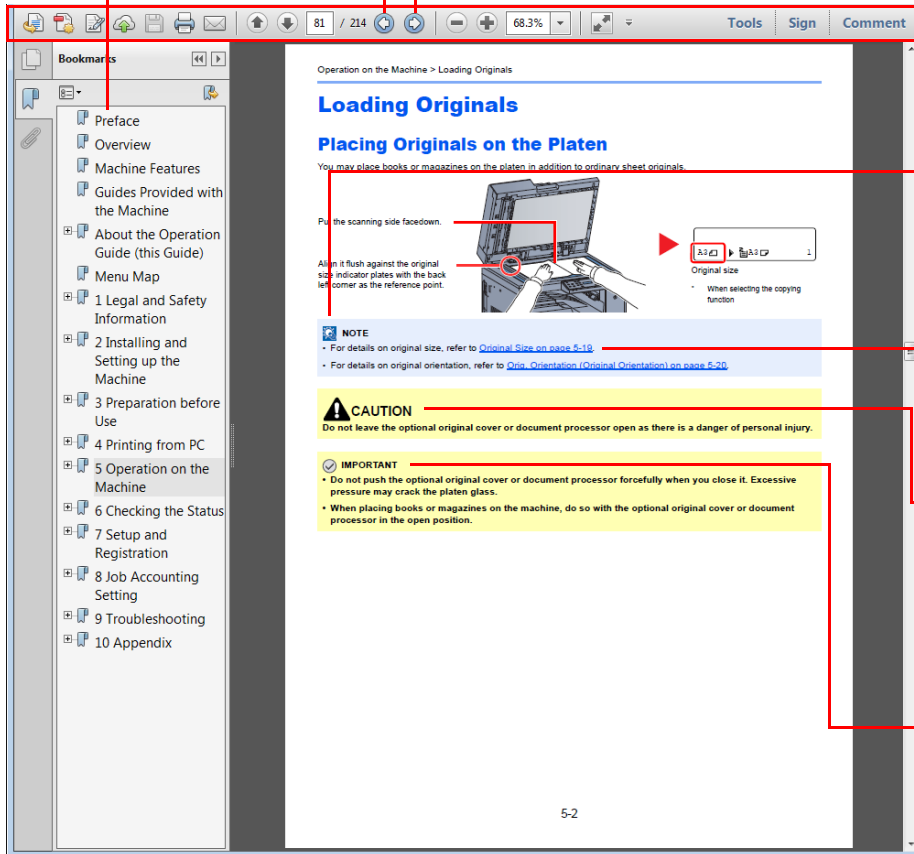 81 / 214
68.3%
Tools Sign Comment
Bookmarks
Preface
Overview
Machine Features
Guides Provided with
the Machine
About the Operation
Guide (this Guide)
Menu Map
1 Legal and Safety
Information
2 Installing and
Setting up the
Machine
3 Preparation before
Use
4 Printing from PC
5 Operation on the
Machine
6 Checking the Status
7 Setup and
Registration
8 Job Accounting
Setting
9 Troubleshooting
10 Appendix
Operation on the Machine > Loading Originals
Loading Originals
Placing Originals on the Platen
You may place books or magazines on the platen in addition to ordinary sheet originals.
Put the scanning side facedown.
Align it flush against the original
size indicator plates with the back
left corner as the reference point.
A3 A3 1
Original size
* When selecting the copying
function
NOTE
• For details on original size, refer to Original Size on page 5-19.
• For details on original orientation, refer to Orig. Orientation (Original Orientation) on page 5-20.
CAUTION
Do not leave the optional original cover or document processor open as there is a danger of personal injury.
IMPORTANT
• Do not push the optional original cover or document processor forcefully when you close it. Excessive
pressure may crack the platen glass.
• When placing books or magazines on the machine, do so with the optional original cover or document
processor in the open position.
5-2